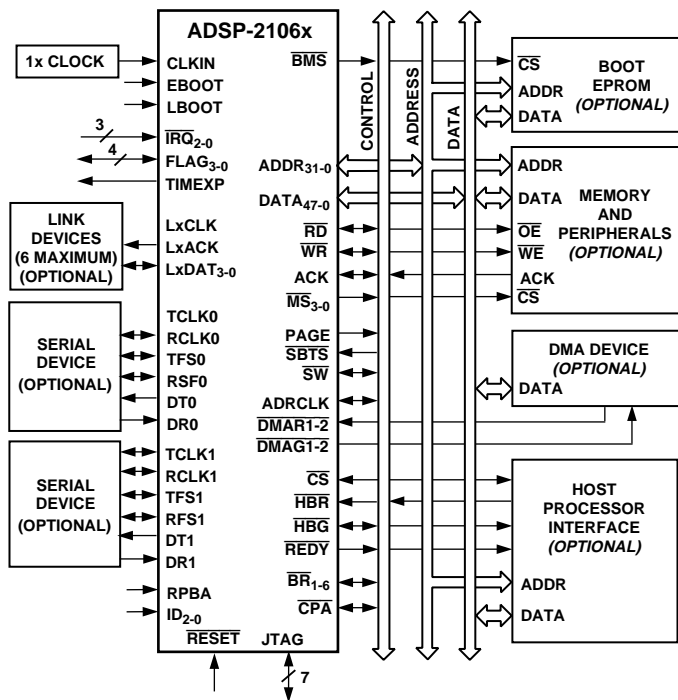 ADSP-2106x
1x CLOCK
CLKIN
EBOOT
LBOOT
3
IRQ2-0
4
FLAG3-0
TIMEXP
LINK
DEVICES
(6 MAXIMUM)
(OPTIONAL)
LxCLK
LxACK
LxDAT3-0
SERIAL
DEVICE
(OPTIONAL)
TCLK0
RCLK0
TFS0
RSF0
DT0
DR0
SERIAL
DEVICE
(OPTIONAL)
TCLK1
RCLK1
TFS1
RFS1
DT1
DR1
RPBA
ID2-0
RESET
JTAG
7
BMS
ADDR31-0
DATA47-0
RD
WR
ACK
MS3-0
PAGE
SBTS
SW
ADRCLK
DMAR1-2
DMAG1-2
CS
HBR
HBG
REDY
BR1-6
CPA
CONTROL
ADDRESS
DATA
CS
ADDR
DATA
BOOT
EPROM
(OPTIONAL)
ADDR
DATA
OE
WE
ACK
CS
MEMORY
AND
PERIPHERALS
(OPTIONAL)
DMA DEVICE
(OPTIONAL)
DATA
HOST
PROCESSOR
INTERFACE
(OPTIONAL)
ADDR
DATA